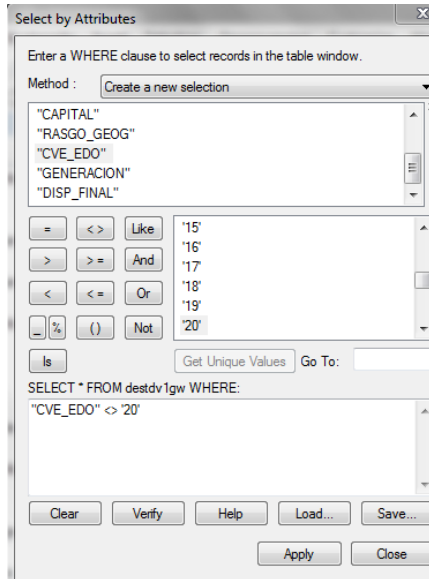 Select by Attributes
Enter a WHERE clause to select records in the table window.
Method : Create a new selection
"CAPITAL"
"RASGO_GEOG"
"CVE_EDO"
"GENERACION"
"DISP_FINAL"
= < > Like
> > = And
< < = Or
_ % ( ) Not
Is
'15'
'16'
'17'
'18'
'19'
'20'
Get Unique Values Go To:
SELECT * FROM destdv1gw WHERE:
"CVE_EDO" <> '20'
Clear Verify Help Load... Save...
Apply Close